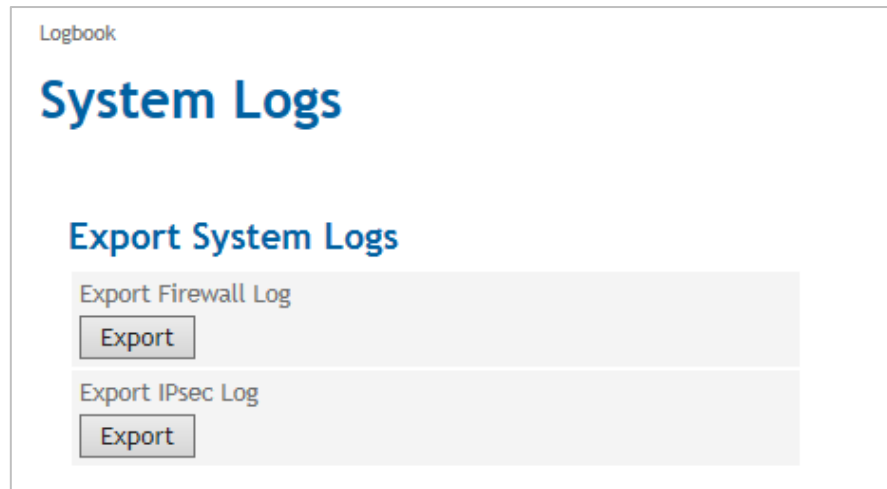 Logbook
System Logs
Export System Logs
Export Firewall Log
Export
Export IPsec Log
Export